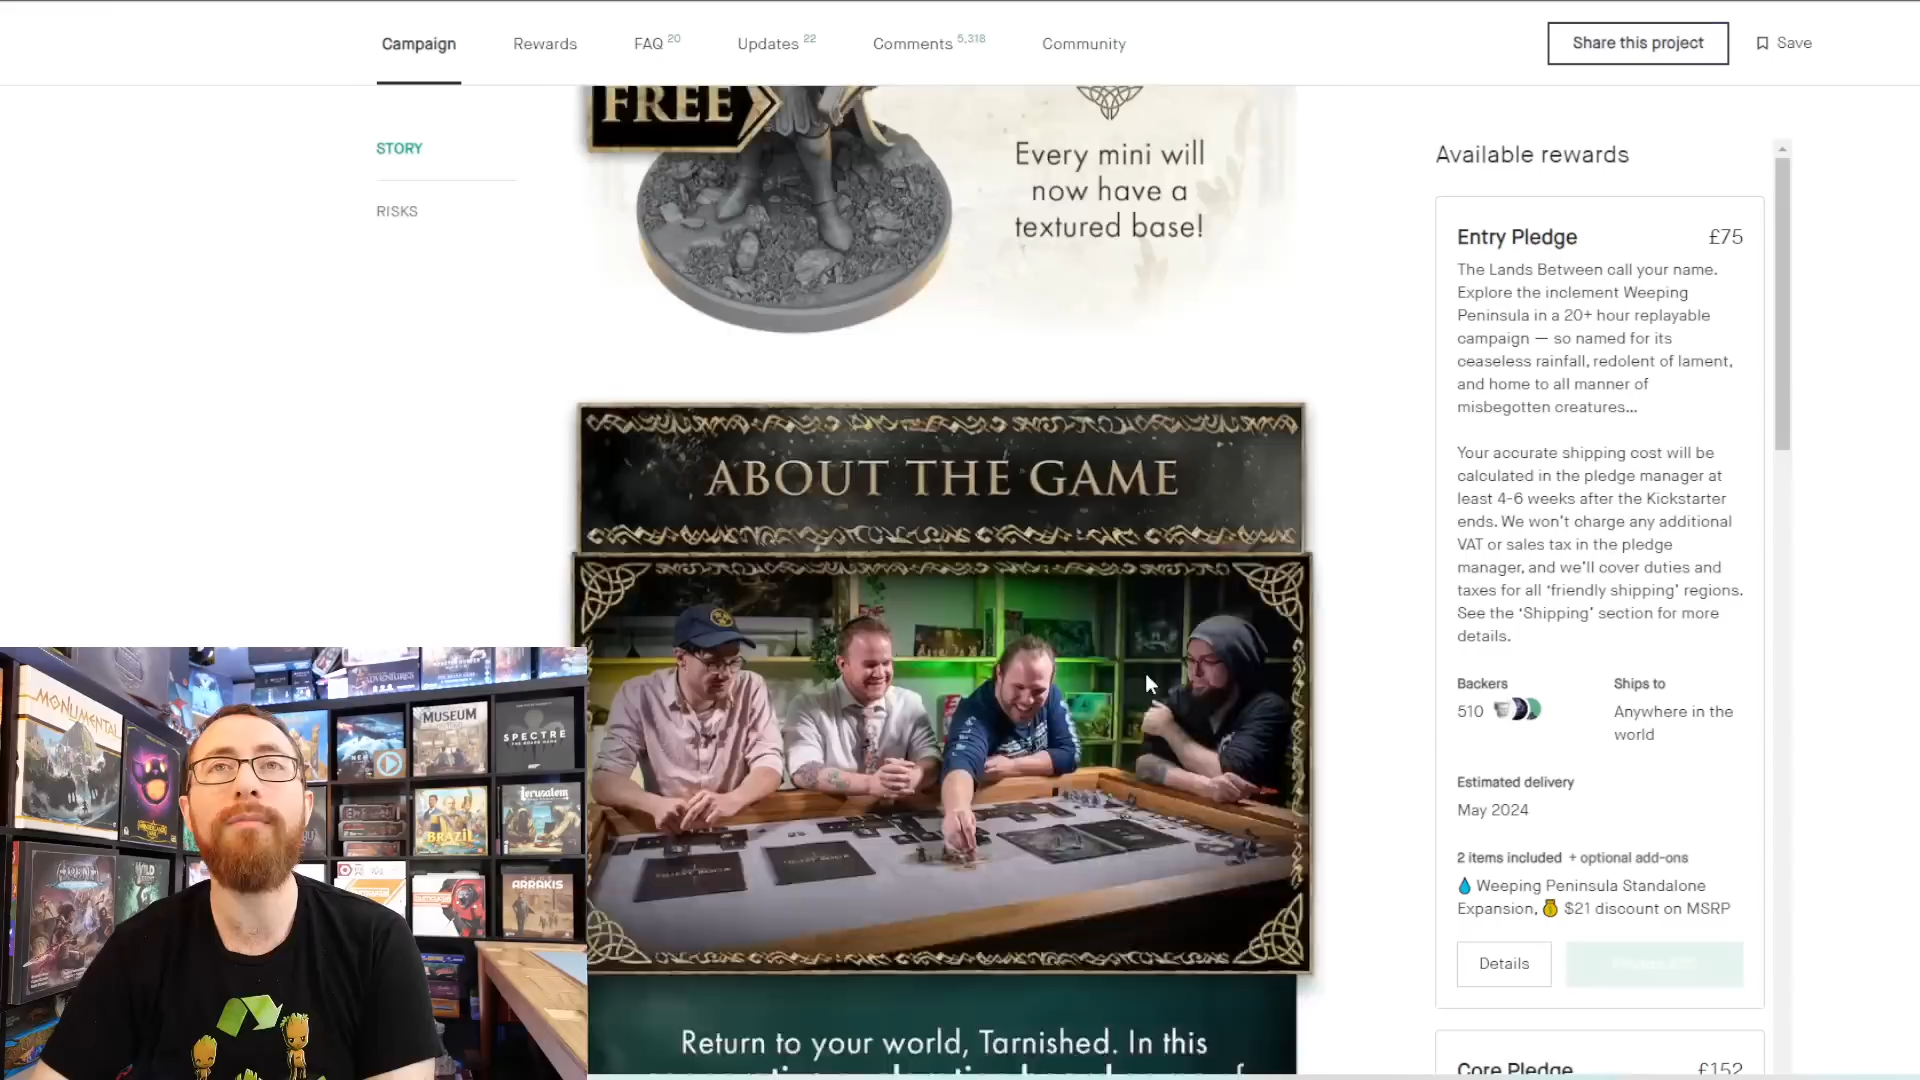 Campaign
Rewards
FAQ 20
Updates 22
Comments 5,318
Community
Share this project
Save
STORY
RISKS
FREE
Every mini will
now have a
textured base!
ABOUT THE GAME
Return to your world, Tarnished. In this
Available rewards
Entry Pledge £75
The Lands Between call your name.
Explore the inclement Weeping
Peninsula in a 20+ hour replayable
campaign — so named for its
ceaseless rainfall, redolent of lament,
and home to all manner of
misbegotten creatures...
Your accurate shipping cost will be
calculated in the pledge manager at
least 4-6 weeks after the Kickstarter
ends. We won't charge any additional
VAT or sales tax in the pledge
manager, and we'll cover duties and
taxes for all 'friendly shipping' regions.
See the 'Shipping' section for more
details.
Backers
510
Ships to
Anywhere in the
world
Estimated delivery
May 2024
2 items included + optional add-ons
Weeping Peninsula Standalone
Expansion, $21 discount on MSRP
Details
Core Pledge £152
MONUMENTAL
ADVENTURES
MUSEUM
SPECTRE
THE BOARD GAME
BRAZIL
Jeruzalem
WILD
ARRAKIS